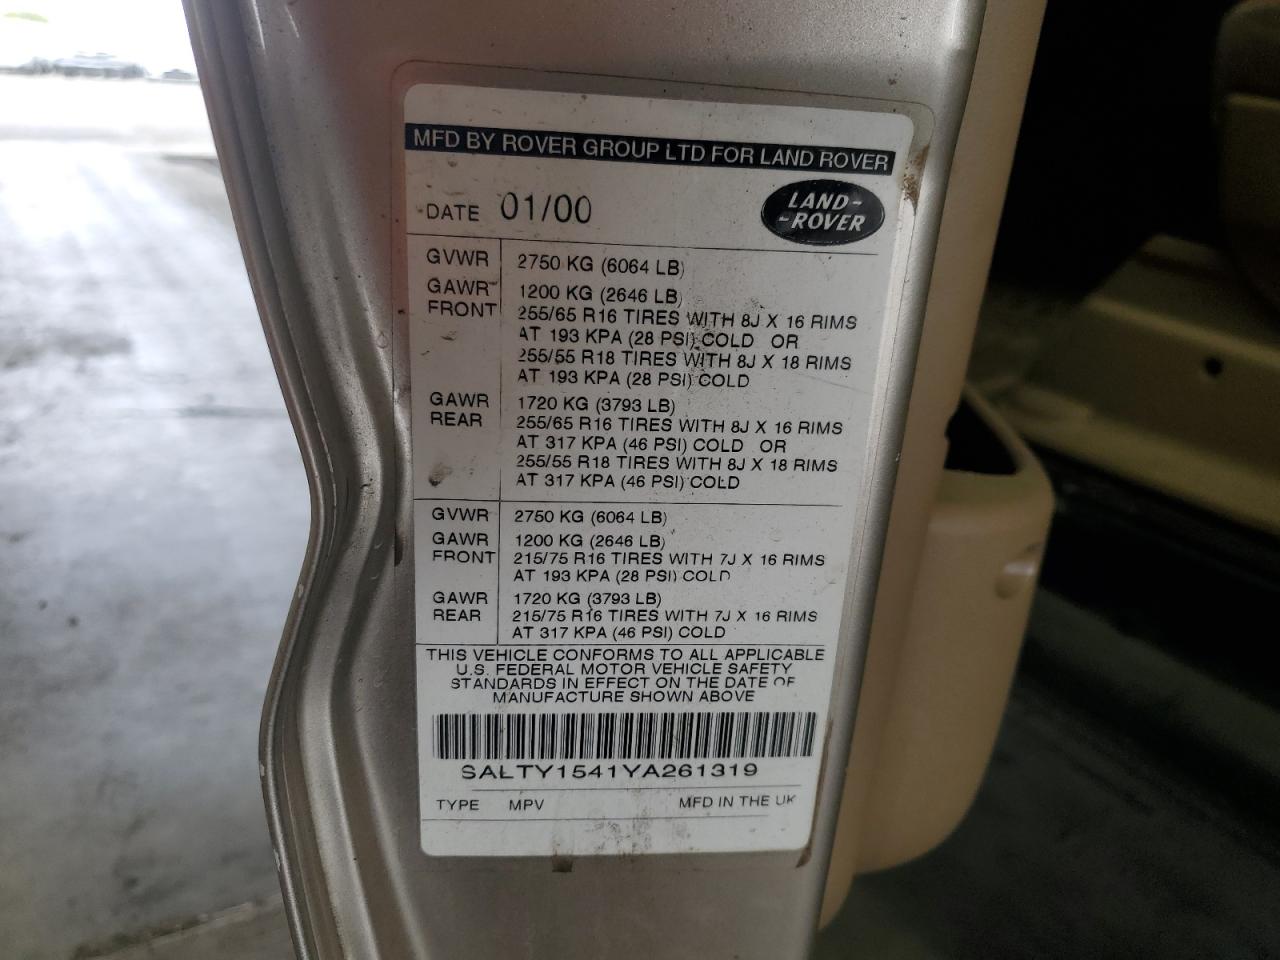 MFD BY ROVER GROUP LTD FOR LAND ROVER
DATE 01/00
LAND-
-ROVER
GVWR 2750 KG (6064 LB)
GAWR 1200 KG (2646 LB)
FRONT 255/65 R16 TIRES WITH 8J X 16 RIMS
AT 193 KPA (28 PSI) COLD OR
255/55 R18 TIRES WITH 8J X 18 RIMS
AT 193 KPA (28 PSI) COLD
GAWR 1720 KG (3793 LB)
REAR 255/65 R16 TIRES WITH 8J X 16 RIMS
AT 317 KPA (46 PSI) COLD OR
255/55 R18 TIRES WITH 8J X 18 RIMS
AT 317 KPA (46 PSI) COLD
GVWR 2750 KG (6064 LB)
GAWR 1200 KG (2646 LB)
FRONT 215/75 R16 TIRES WITH 7J X 16 RIMS
AT 193 KPA (28 PSI) COLD
GAWR 1720 KG (3793 LB)
REAR 215/75 R16 TIRES WITH 7J X 16 RIMS
AT 317 KPA (46 PSI) COLD
THIS VEHICLE CONFORMS TO ALL APPLICABLE
U.S. FEDERAL MOTOR VEHICLE SAFETY
STANDARDS IN EFFECT ON THE DATE OF
MANUFACTURE SHOWN ABOVE
SALTY1541YA261319
TYPE MPV MFD IN THE UK